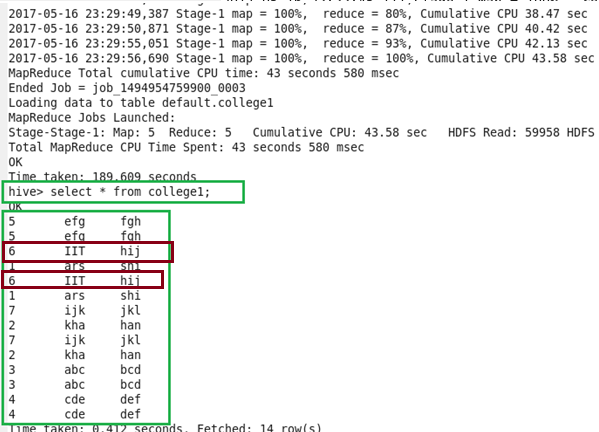 2017-05-16 23:29:49,387 Stage-1 map = 100%,  reduce = 80%, Cumulative CPU 38.47 sec
2017-05-16 23:29:50,871 Stage-1 map = 100%,  reduce = 87%, Cumulative CPU 40.42 sec
2017-05-16 23:29:55,051 Stage-1 map = 100%,  reduce = 93%, Cumulative CPU 42.13 sec
2017-05-16 23:29:56,690 Stage-1 map = 100%,  reduce = 100%, Cumulative CPU 43.58 sec
MapReduce Total cumulative CPU time: 43 seconds 580 msec
Ended Job = job_1494954759900_0003
Loading data to table default.college1
MapReduce Jobs Launched:
Stage-Stage-1: Map: 5  Reduce: 5   Cumulative CPU: 43.58 sec   HDFS Read: 59958 HDFS
Total MapReduce CPU Time Spent: 43 seconds 580 msec
OK
Time taken: 189.609 seconds
hive> select * from college1;
OK
5 efg fgh
5 efg fgh
6 IIT hij
1 ars shi
6 IIT hij
1 ars shi
7 ijk jkl
2 kha han
7 ijk jkl
2 kha han
3 abc bcd
3 abc bcd
4 cde def
4 cde def
Time taken: 0.412 seconds, Fetched: 14 row(s)